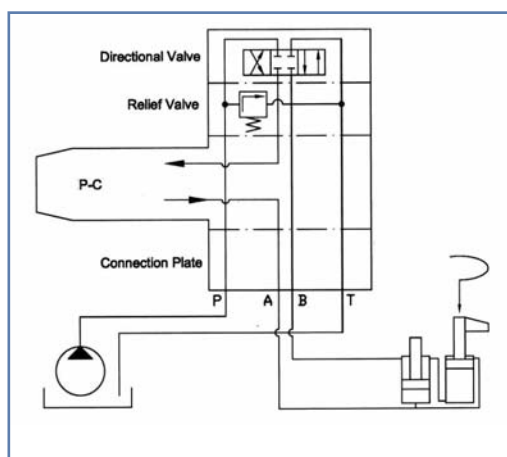 Directional Valve
Relief Valve
P-C
Connection Plate
P A B T